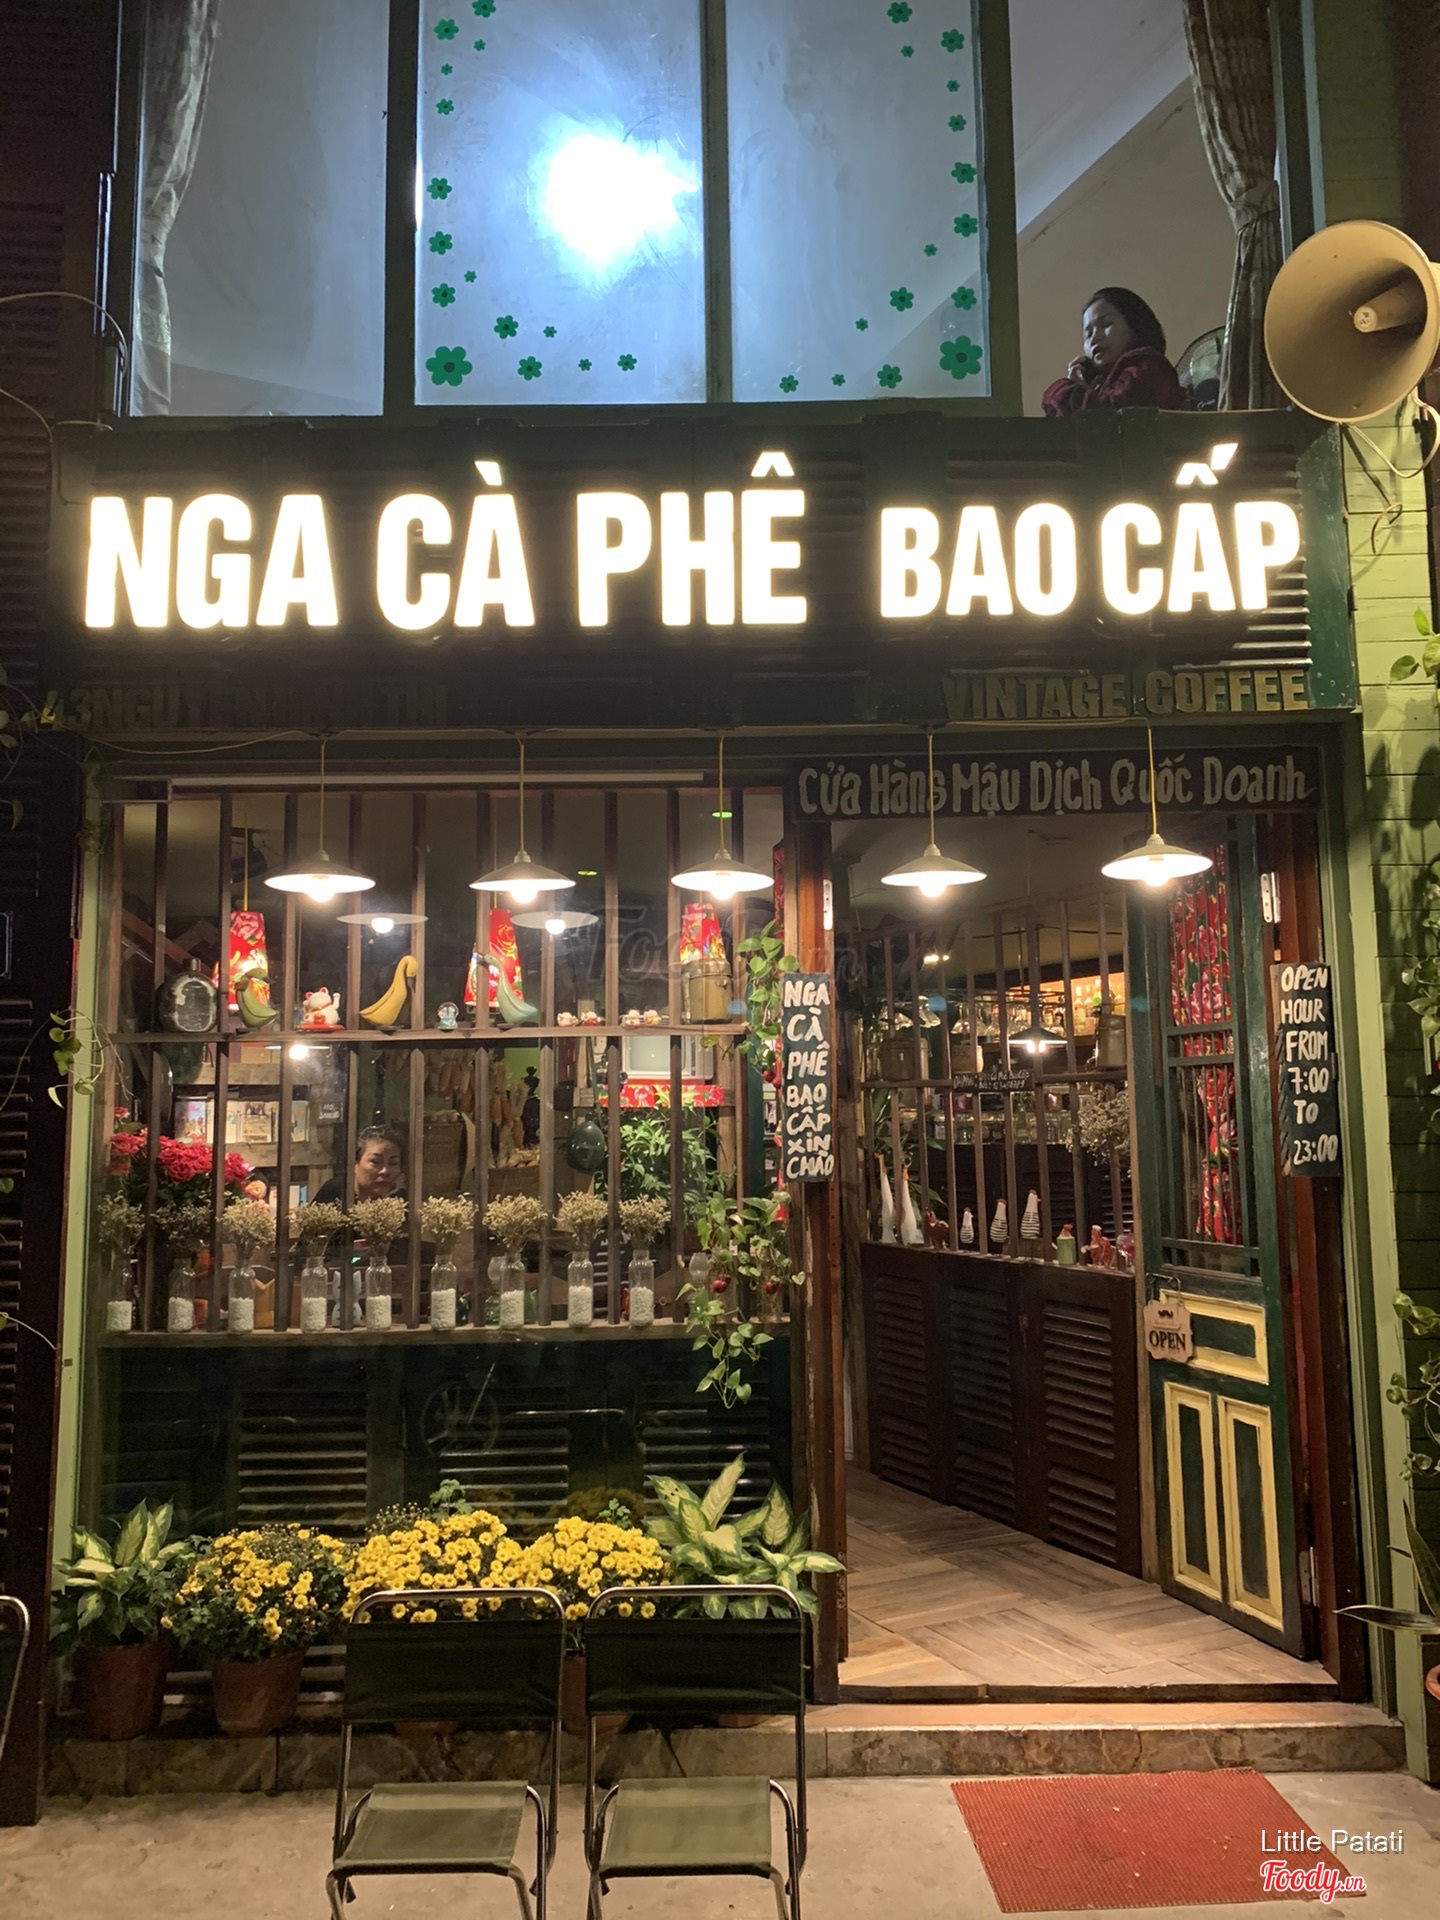 NGA CÀ PHÊ BAO CẤP
VINTAGE COFFEE
Cửa Hàng Mậu Dịch Quốc Doanh
NGA
CÀ
PHÊ
BAO
CẤP
XIN
CHÀO
OPEN
HOUR
FROM
7:00
TO
23:00
OPEN
Little Patati
Foody.vn